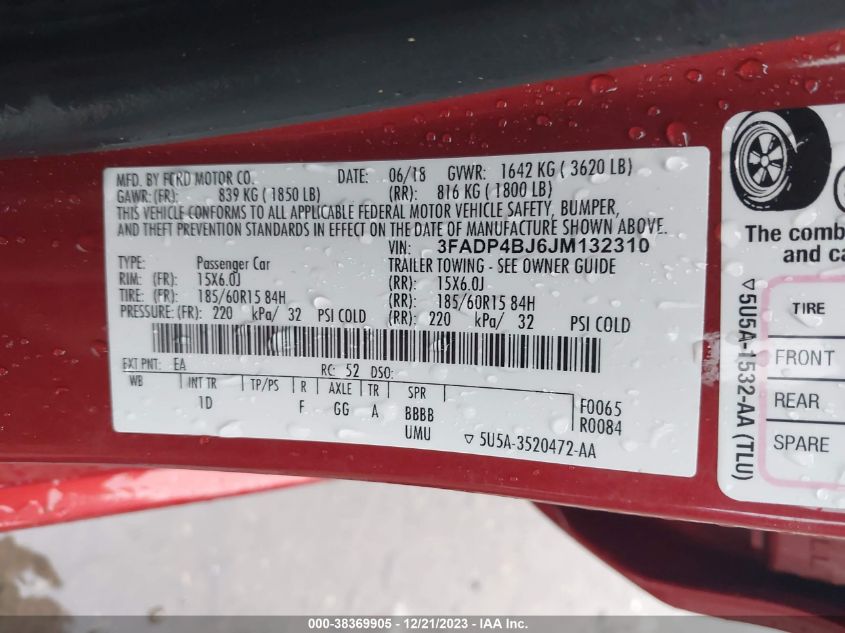 MFD. BY FORD MOTOR CO. DATE: 06/18 GVWR: 1642 KG ( 3620 LB)
GAWR: (FR): 839 KG ( 1850 LB) (RR): 816 KG ( 1800 LB)
THIS VEHICLE CONFORMS TO ALL APPLICABLE FEDERAL MOTOR VEHICLE SAFETY, BUMPER,
AND THEFT PREVENTION STANDARDS IN EFFECT ON THE DATE OF MANUFACTURE SHOWN ABOVE.
VIN: 3FADP4BJ6JM132310
TYPE: Passenger Car TRAILER TOWING - SEE OWNER GUIDE
RIM: (FR): 15X6.0J (RR): 15X6.0J
TIRE: (FR): 185/60R15 84H (RR): 185/60R15 84H
PRESSURE: (FR): 220 kPa/ 32 PSI COLD (RR): 220 kPa/ 32 PSI COLD
EXT PNT: EA RC: 52 DSO:
WB INT TR TP/PS R AXLE TR SPR
1D F GG A BBBB F0065
UMU R0084
▽ 5U5A-3520472-AA
The comb
and ca
TIRE
FRONT
REAR
SPARE
▽ 5U5A-1532-AA (TLU)
000-38369905 - 12/21/2023 - IAA Inc.